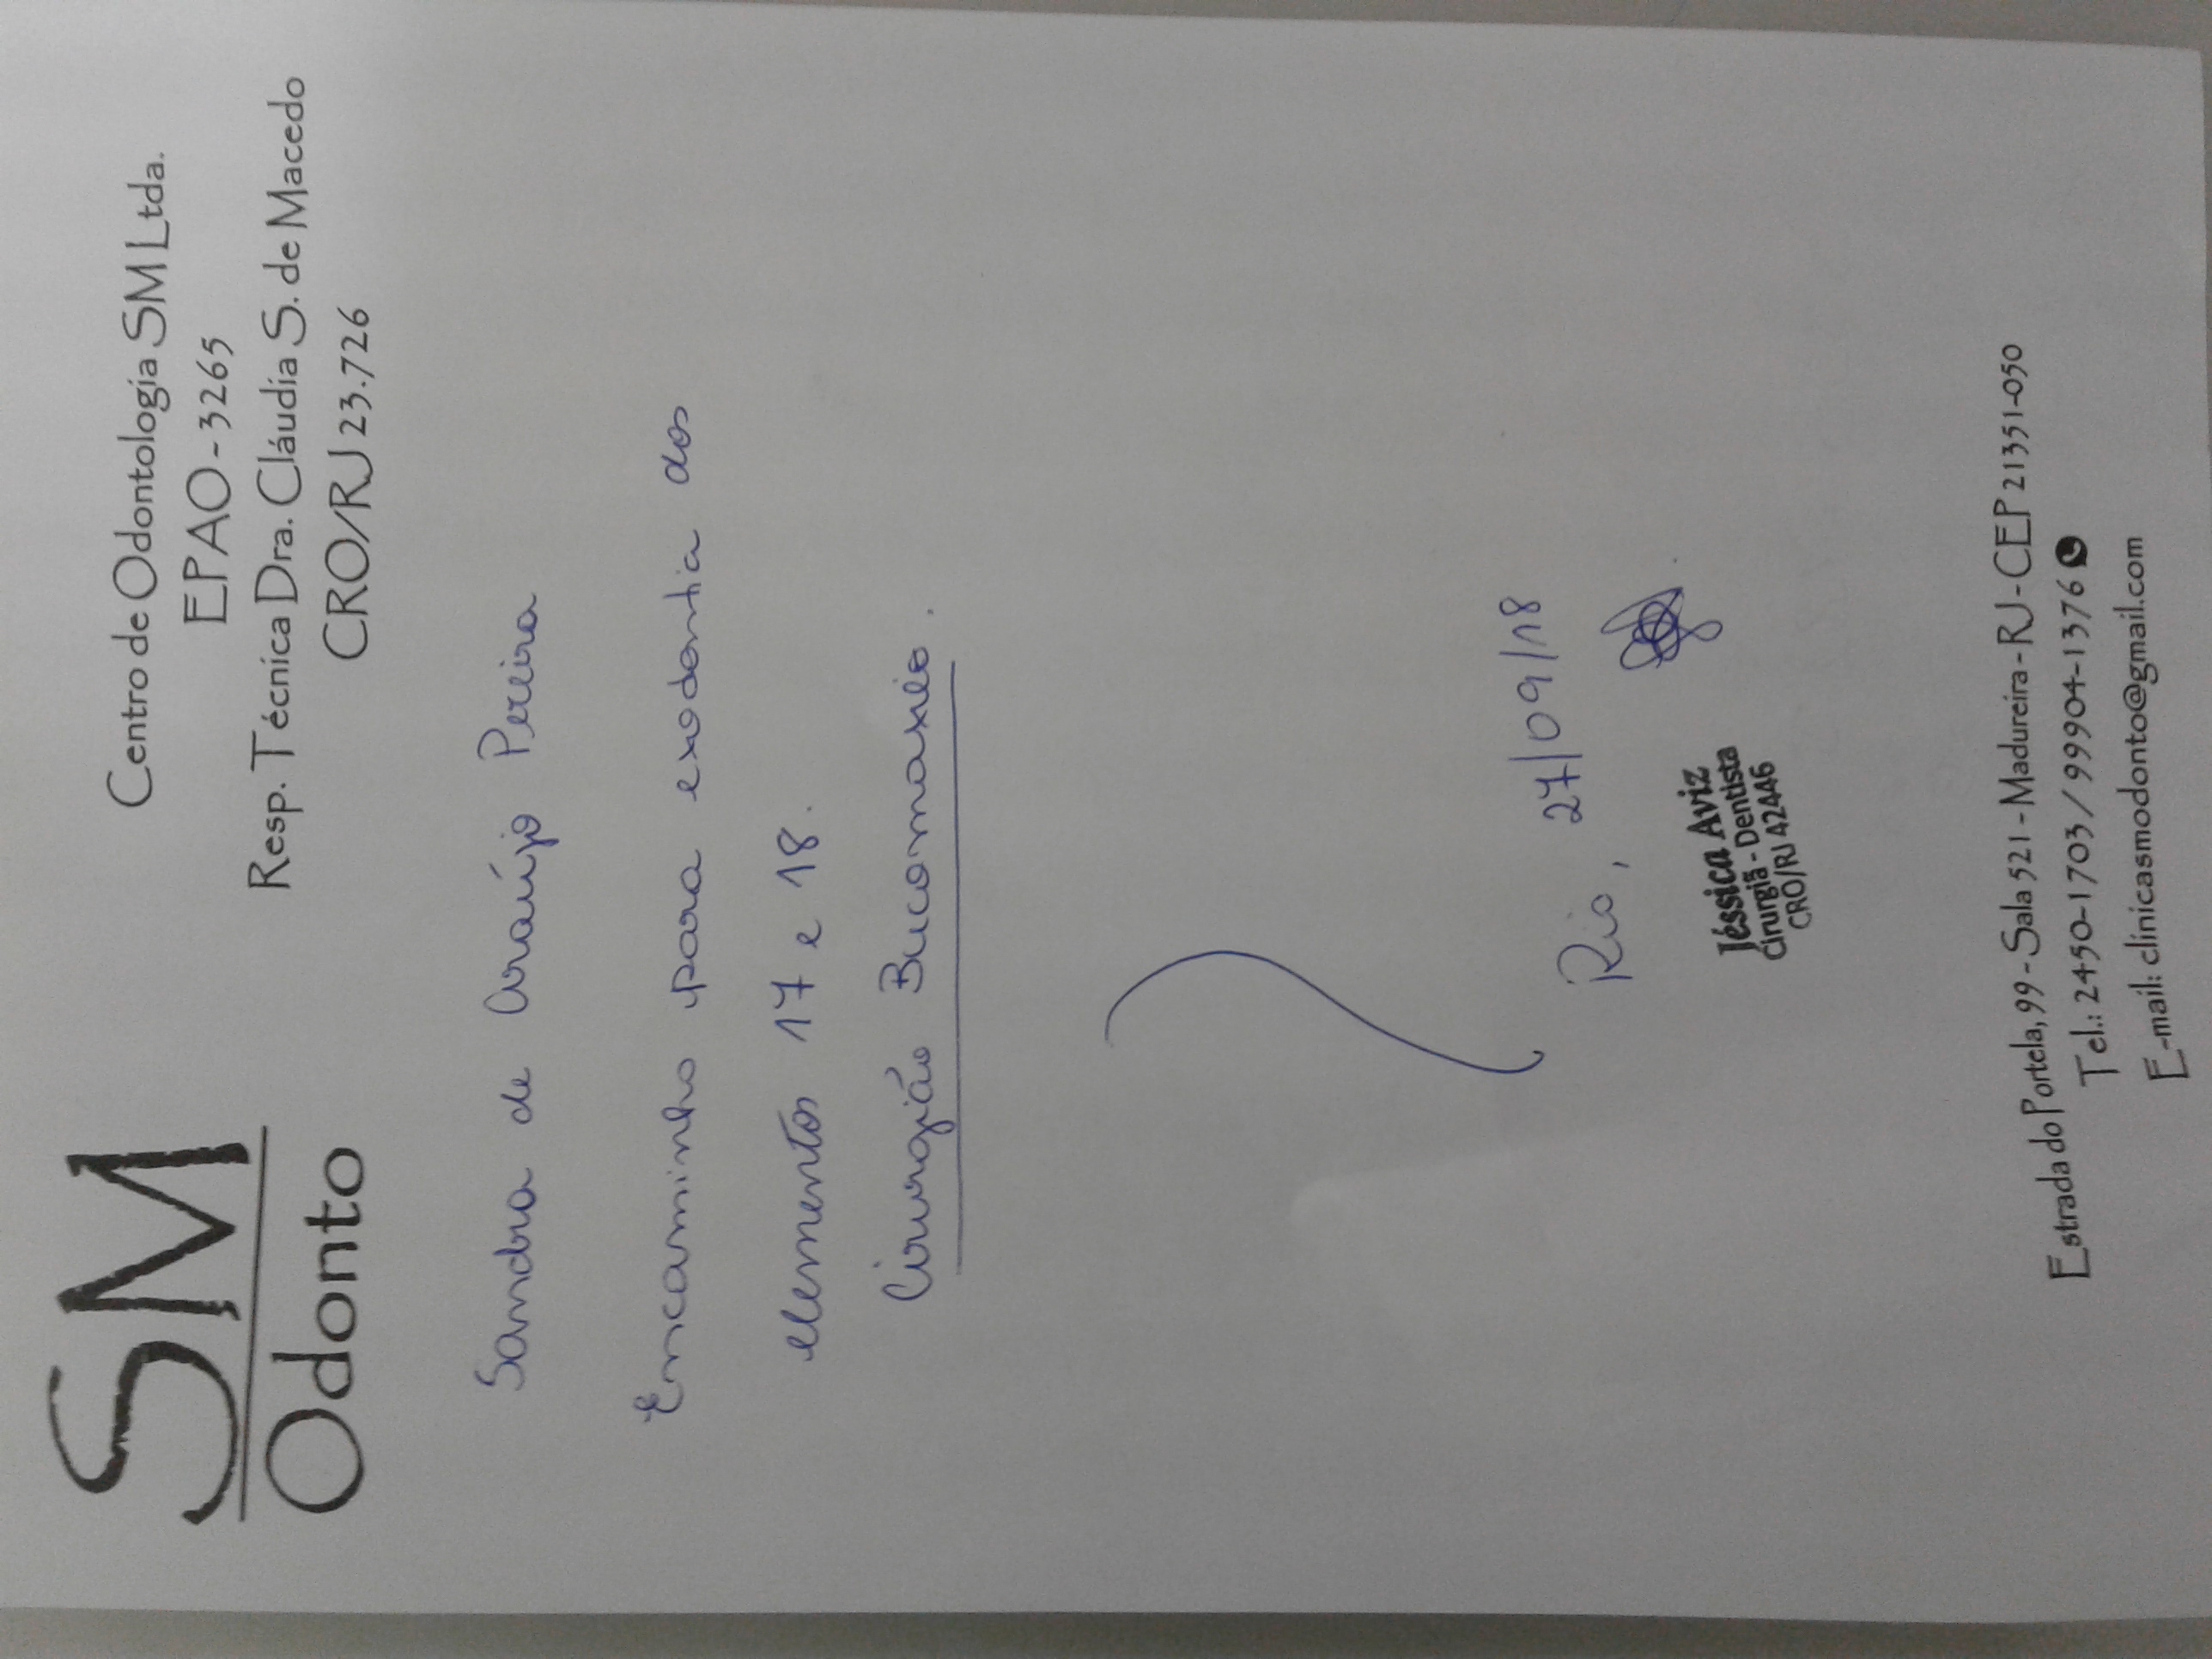 SM
Odonto
Centro de Odontologia SM Ltda.
EPAO - 3265
Resp. Técnica Dra. Cláudia S. de Macedo
CRO/RJ 23.726
Sandra de Araújo Pereira
Encaminho para exodontia dos
elementos 17 e 18.
Cirurgião Bucomaxilo.
Rio, 27/09/18
Jéssica Aviz
Cirurgiã - Dentista
CRO/RJ 42446
Estrada do Portela, 99 - Sala 521 - Madureira - RJ - CEP 21351-050
Tel.: 2450-1703 / 99904-1376
E-mail: clinicasmodonto@gmail.com